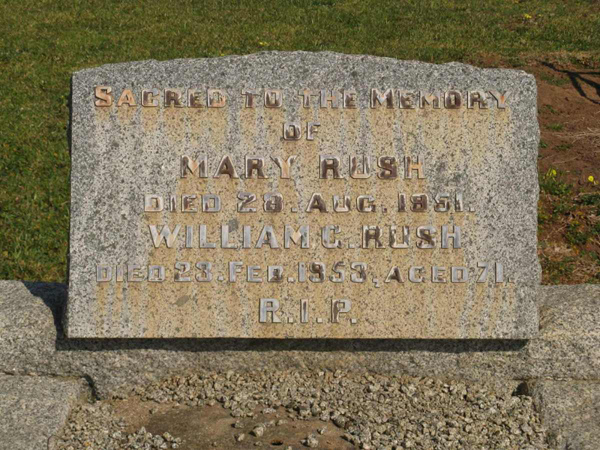 SACRED TO THE MEMORY
OF
MARY RUSH
DIED 28. AUG. 1951.
WILLIAM G. RUSH
DIED 23. FEB. 1953, AGED 71.
R.I.P.